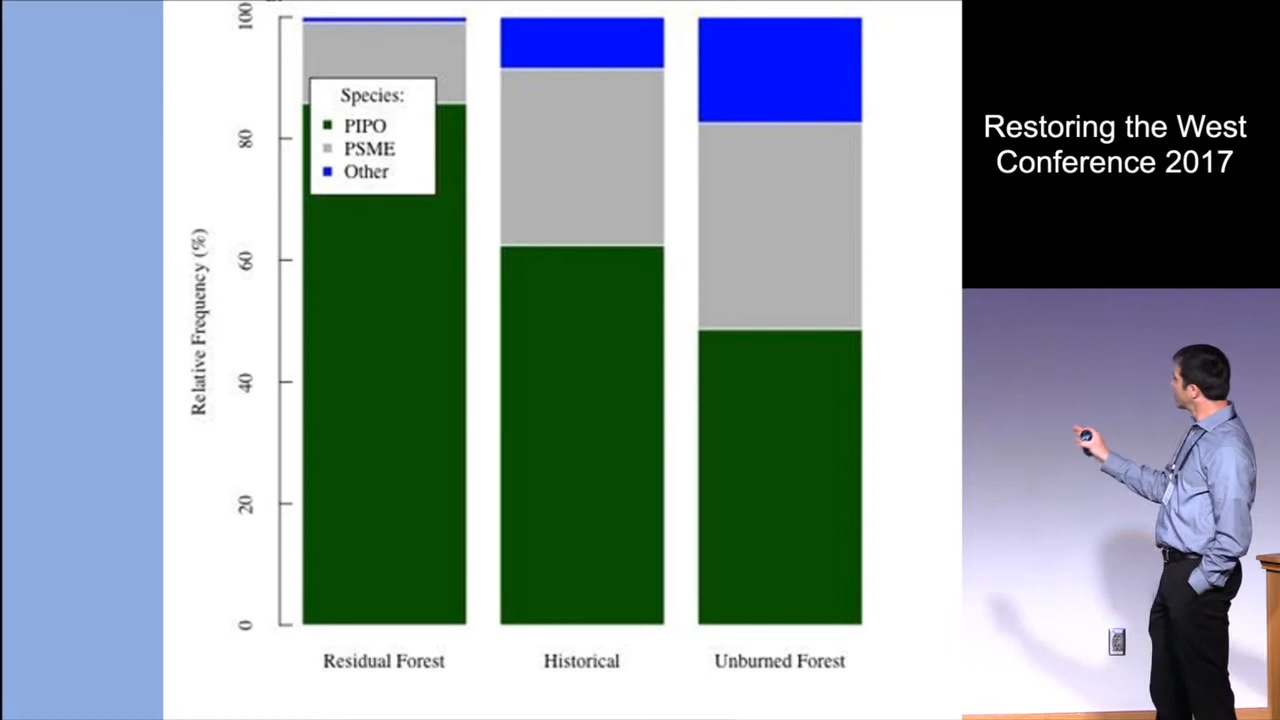 100
80
60
40
20
0
Relative Frequency (%)
Species:
PIPO
PSME
Other
Residual Forest
Historical
Unburned Forest
Restoring the West
Conference 2017